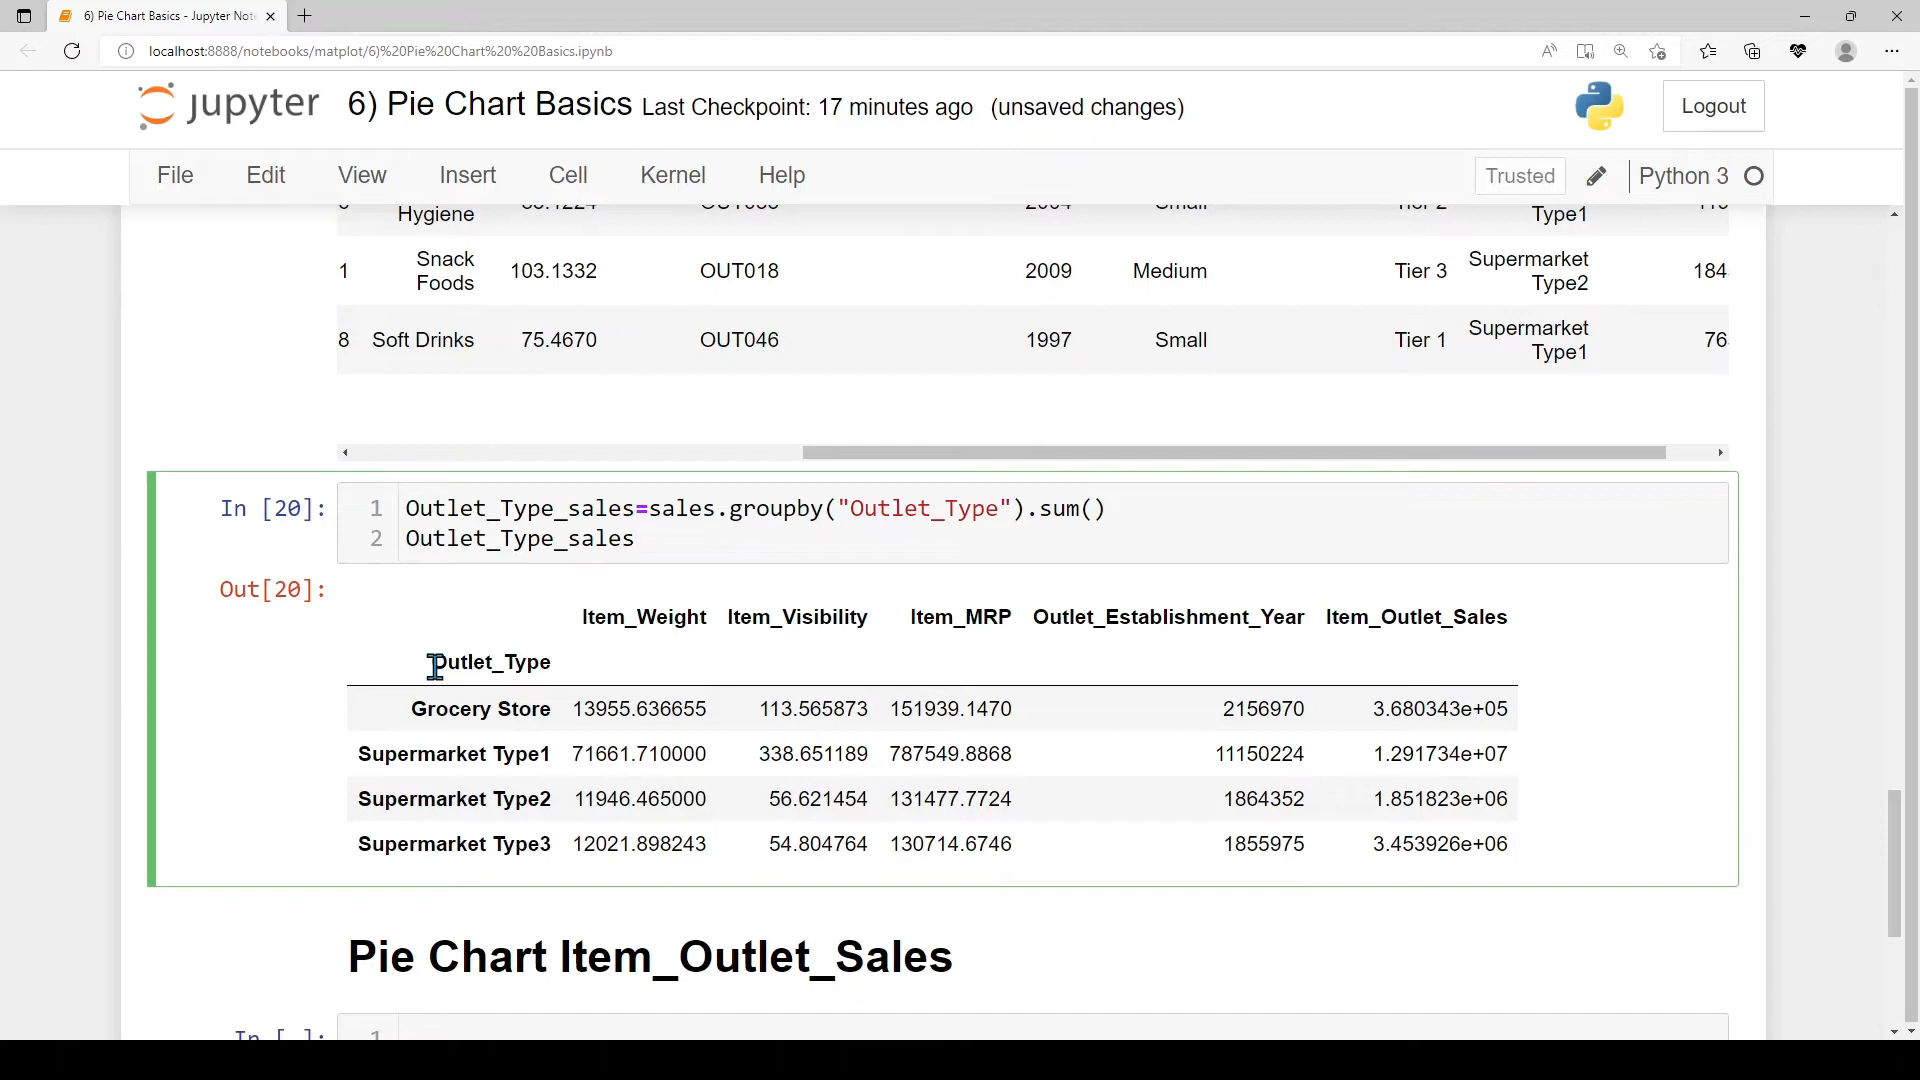 6) Pie Chart Basics - Jupyter Not
localhost:8888/notebooks/matplot/6)%20Pie%20Chart%20%20Basics.ipynb
jupyter 6) Pie Chart Basics Last Checkpoint: 17 minutes ago (unsaved changes)
Logout
File Edit View Insert Cell Kernel Help Trusted Python 3
Hygiene Type1
1 Snack Foods 103.1332 OUT018 2009 Medium Tier 3 Supermarket Type2 184
8 Soft Drinks 75.4670 OUT046 1997 Small Tier 1 Supermarket Type1 76
In [20]: 1 Outlet_Type_sales=sales.groupby("Outlet_Type").sum()
2 Outlet_Type_sales
Out[20]:
Item_Weight Item_Visibility Item_MRP Outlet_Establishment_Year Item_Outlet_Sales
Outlet_Type
Grocery Store 13955.636655 113.565873 151939.1470 2156970 3.680343e+05
Supermarket Type1 71661.710000 338.651189 787549.8868 11150224 1.291734e+07
Supermarket Type2 11946.465000 56.621454 131477.7724 1864352 1.851823e+06
Supermarket Type3 12021.898243 54.804764 130714.6746 1855975 3.453926e+06
Pie Chart Item_Outlet_Sales
In [ ]: 1